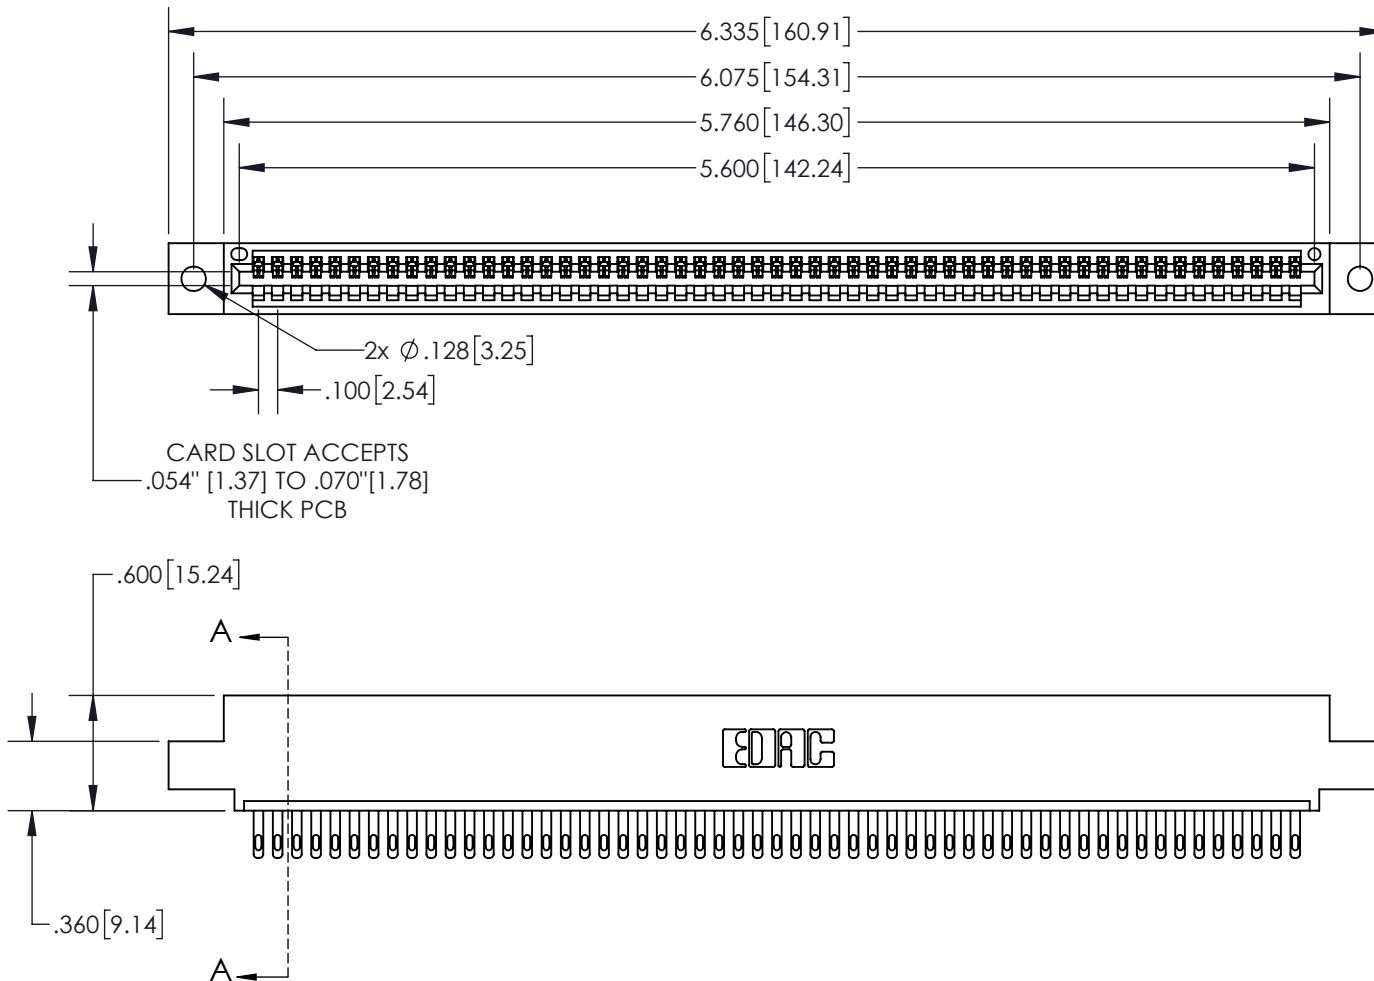 6.335[160.91]
6.075[154.31]
5.760[146.30]
5.600[142.24]
2x ∅.128[3.25]
.100[2.54]
CARD SLOT ACCEPTS
.054" [1.37] TO .070"[1.78]
THICK PCB
.600[15.24]
A
EDAC
.360[9.14]
A